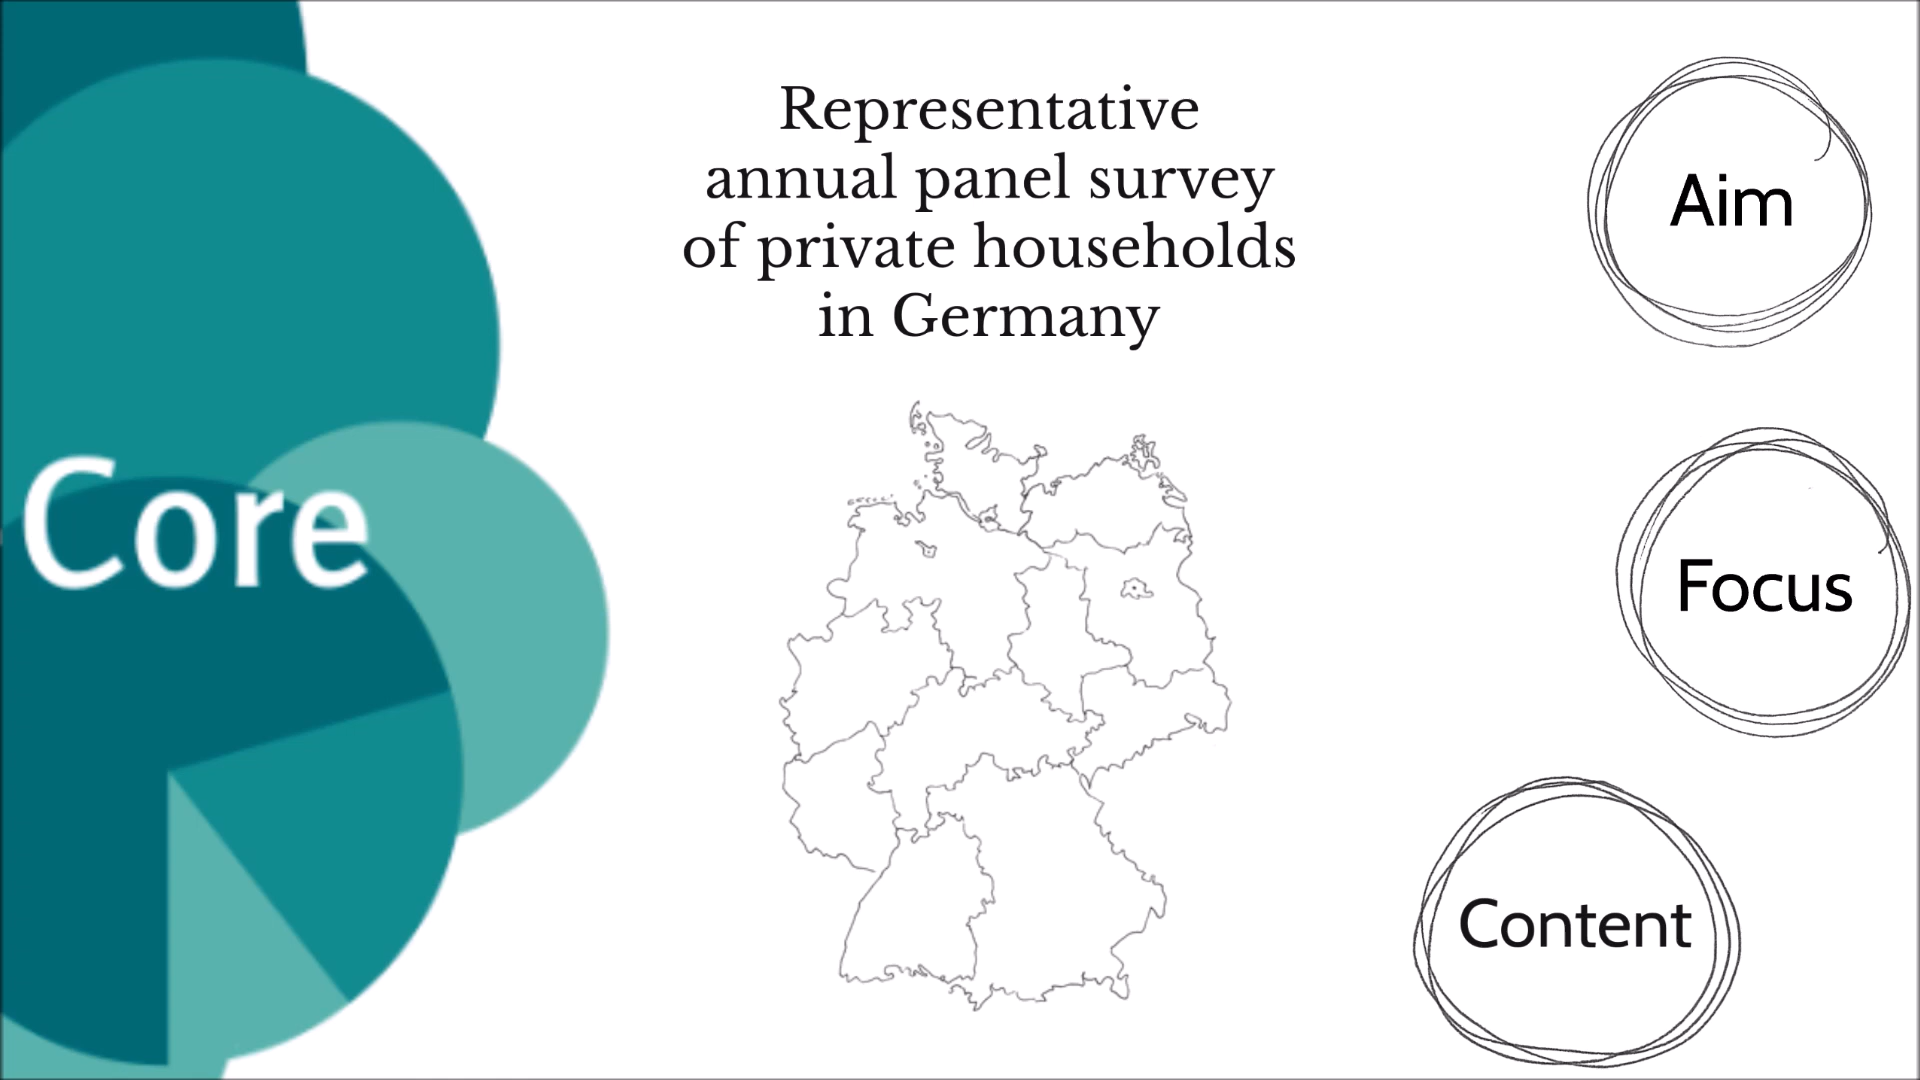 Core
Representative
annual panel survey
of private households
in Germany
Aim
Focus
Content